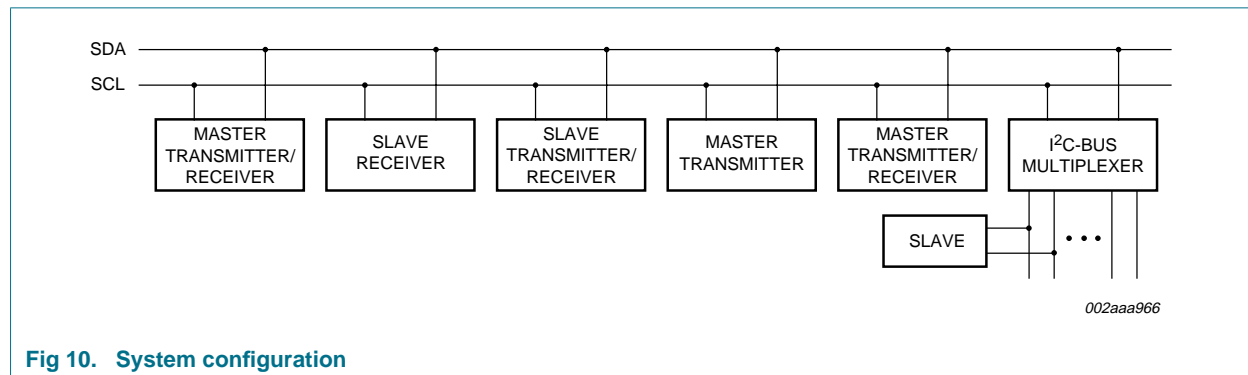 SDA
SCL
MASTER
TRANSMITTER/
RECEIVER
SLAVE
RECEIVER
SLAVE
TRANSMITTER/
RECEIVER
MASTER
TRANSMITTER
MASTER
TRANSMITTER/
RECEIVER
I²C-BUS
MULTIPLEXER
SLAVE
002aaa966
Fig 10. System configuration